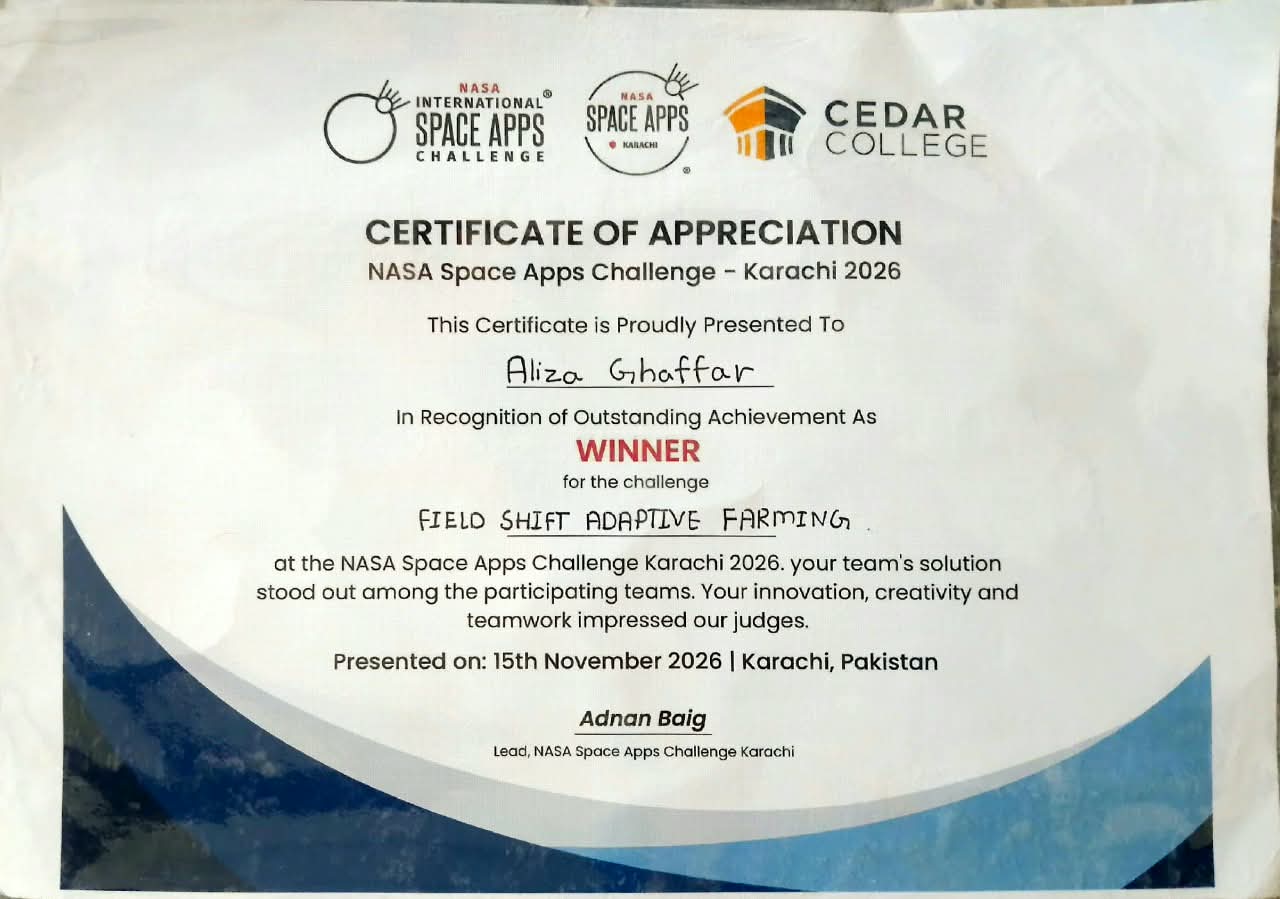 NASA
INTERNATIONAL®
SPACE APPS
CHALLENGE
NASA
SPACE APPS
KARACHI
®
CEDAR
COLLEGE
CERTIFICATE OF APPRECIATION
NASA Space Apps Challenge - Karachi 2026
This Certificate is Proudly Presented To
Aliza Ghaffar
In Recognition of Outstanding Achievement As
WINNER
for the challenge
FIELD SHIFT ADAPTIVE FARMING .
at the NASA Space Apps Challenge Karachi 2026. your team's solution
stood out among the participating teams. Your innovation, creativity and
teamwork impressed our judges.
Presented on: 15th November 2026 | Karachi, Pakistan
Adnan Baig
Lead, NASA Space Apps Challenge Karachi